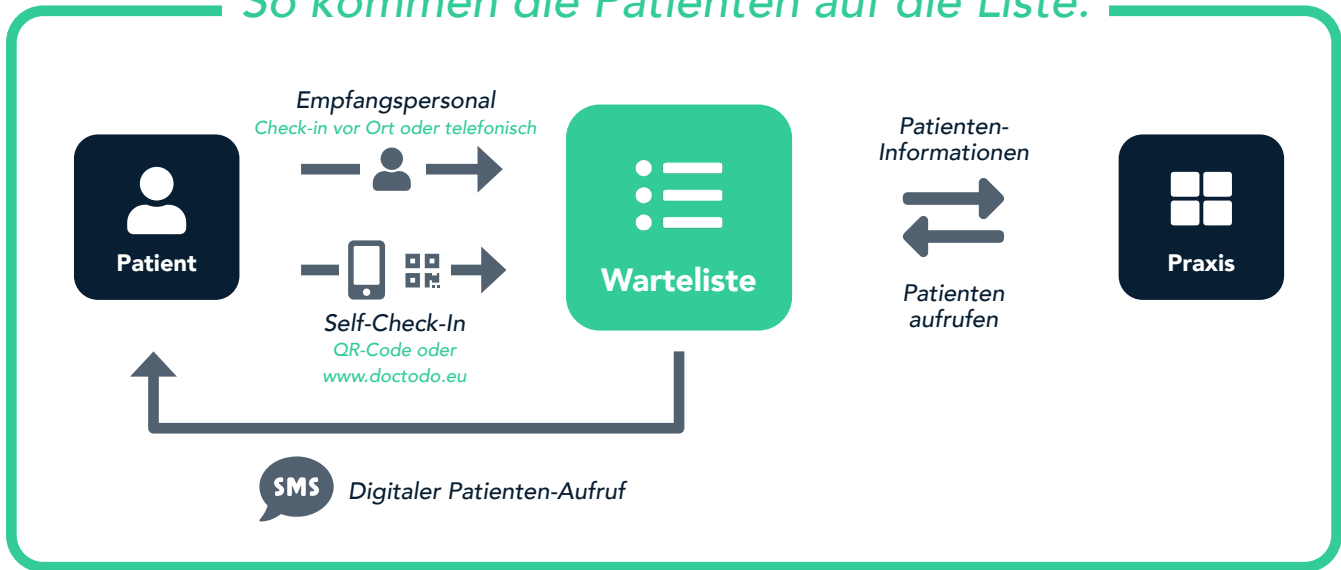 So kommen die Patienten auf die Liste:
Empfangspersonal
Check-in vor Ort oder telefonisch
Patient
Self-Check-In
QR-Code oder
www.doctodo.eu
Warteliste
Patienten-
Informationen
Patienten
aufrufen
Praxis
SMS
Digitaler Patienten-Aufruf